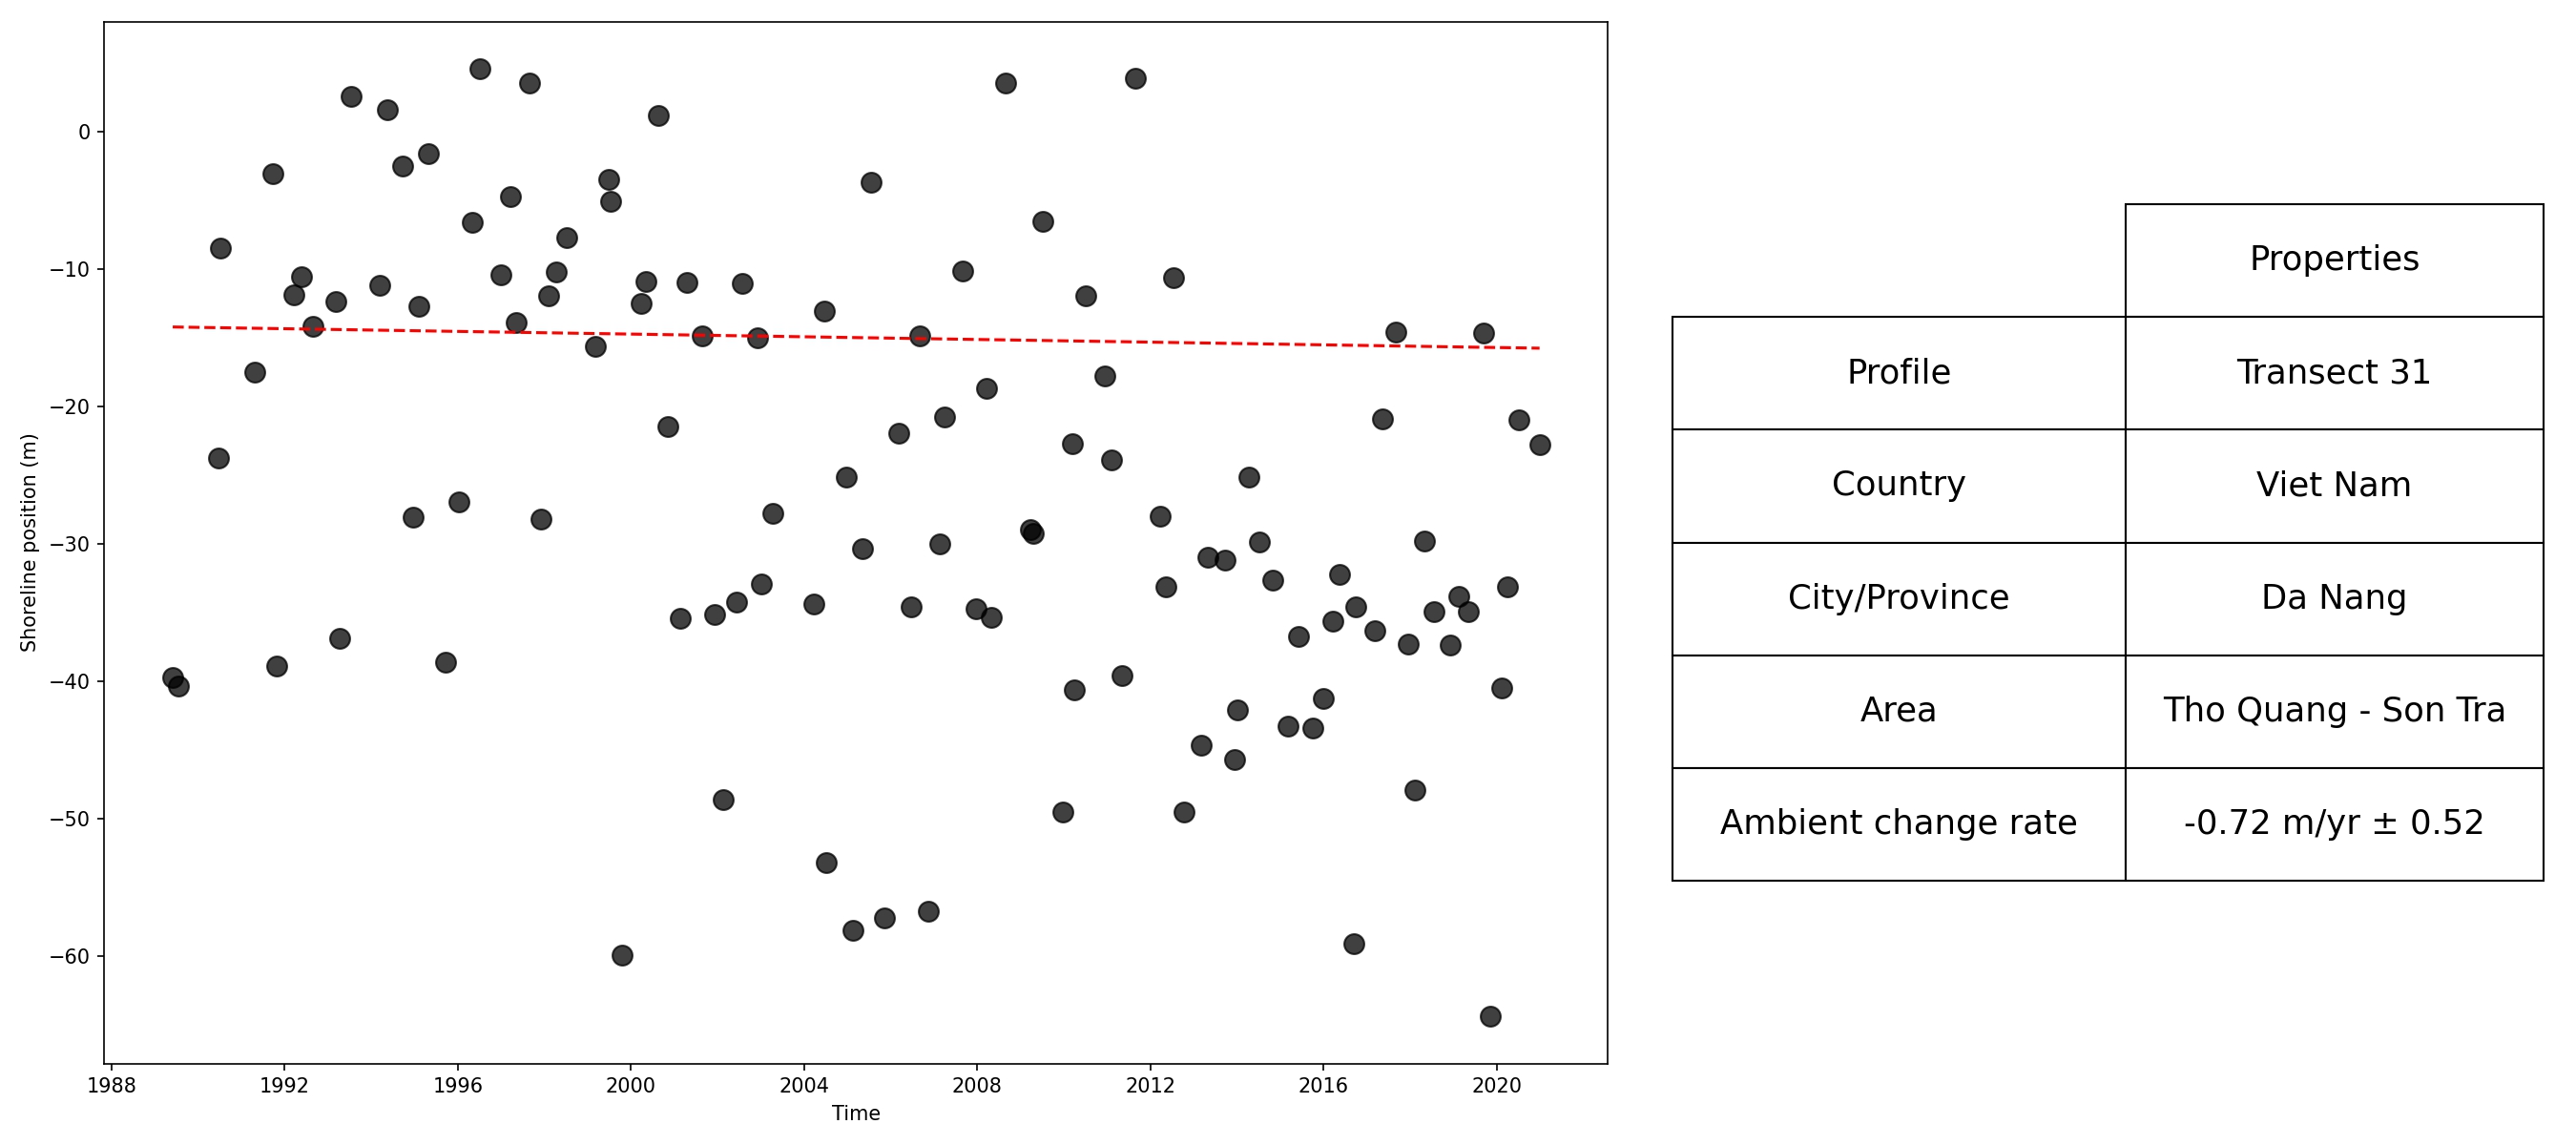 0
−10
−20
−30
−40
−50
−60
Shoreline position (m)
1988 1992 1996 2000 2004 2008 2012 2016 2020
Time
Properties
Profile Transect 31
Country Viet Nam
City/Province Da Nang
Area Tho Quang - Son Tra
Ambient change rate -0.72 m/yr ± 0.52